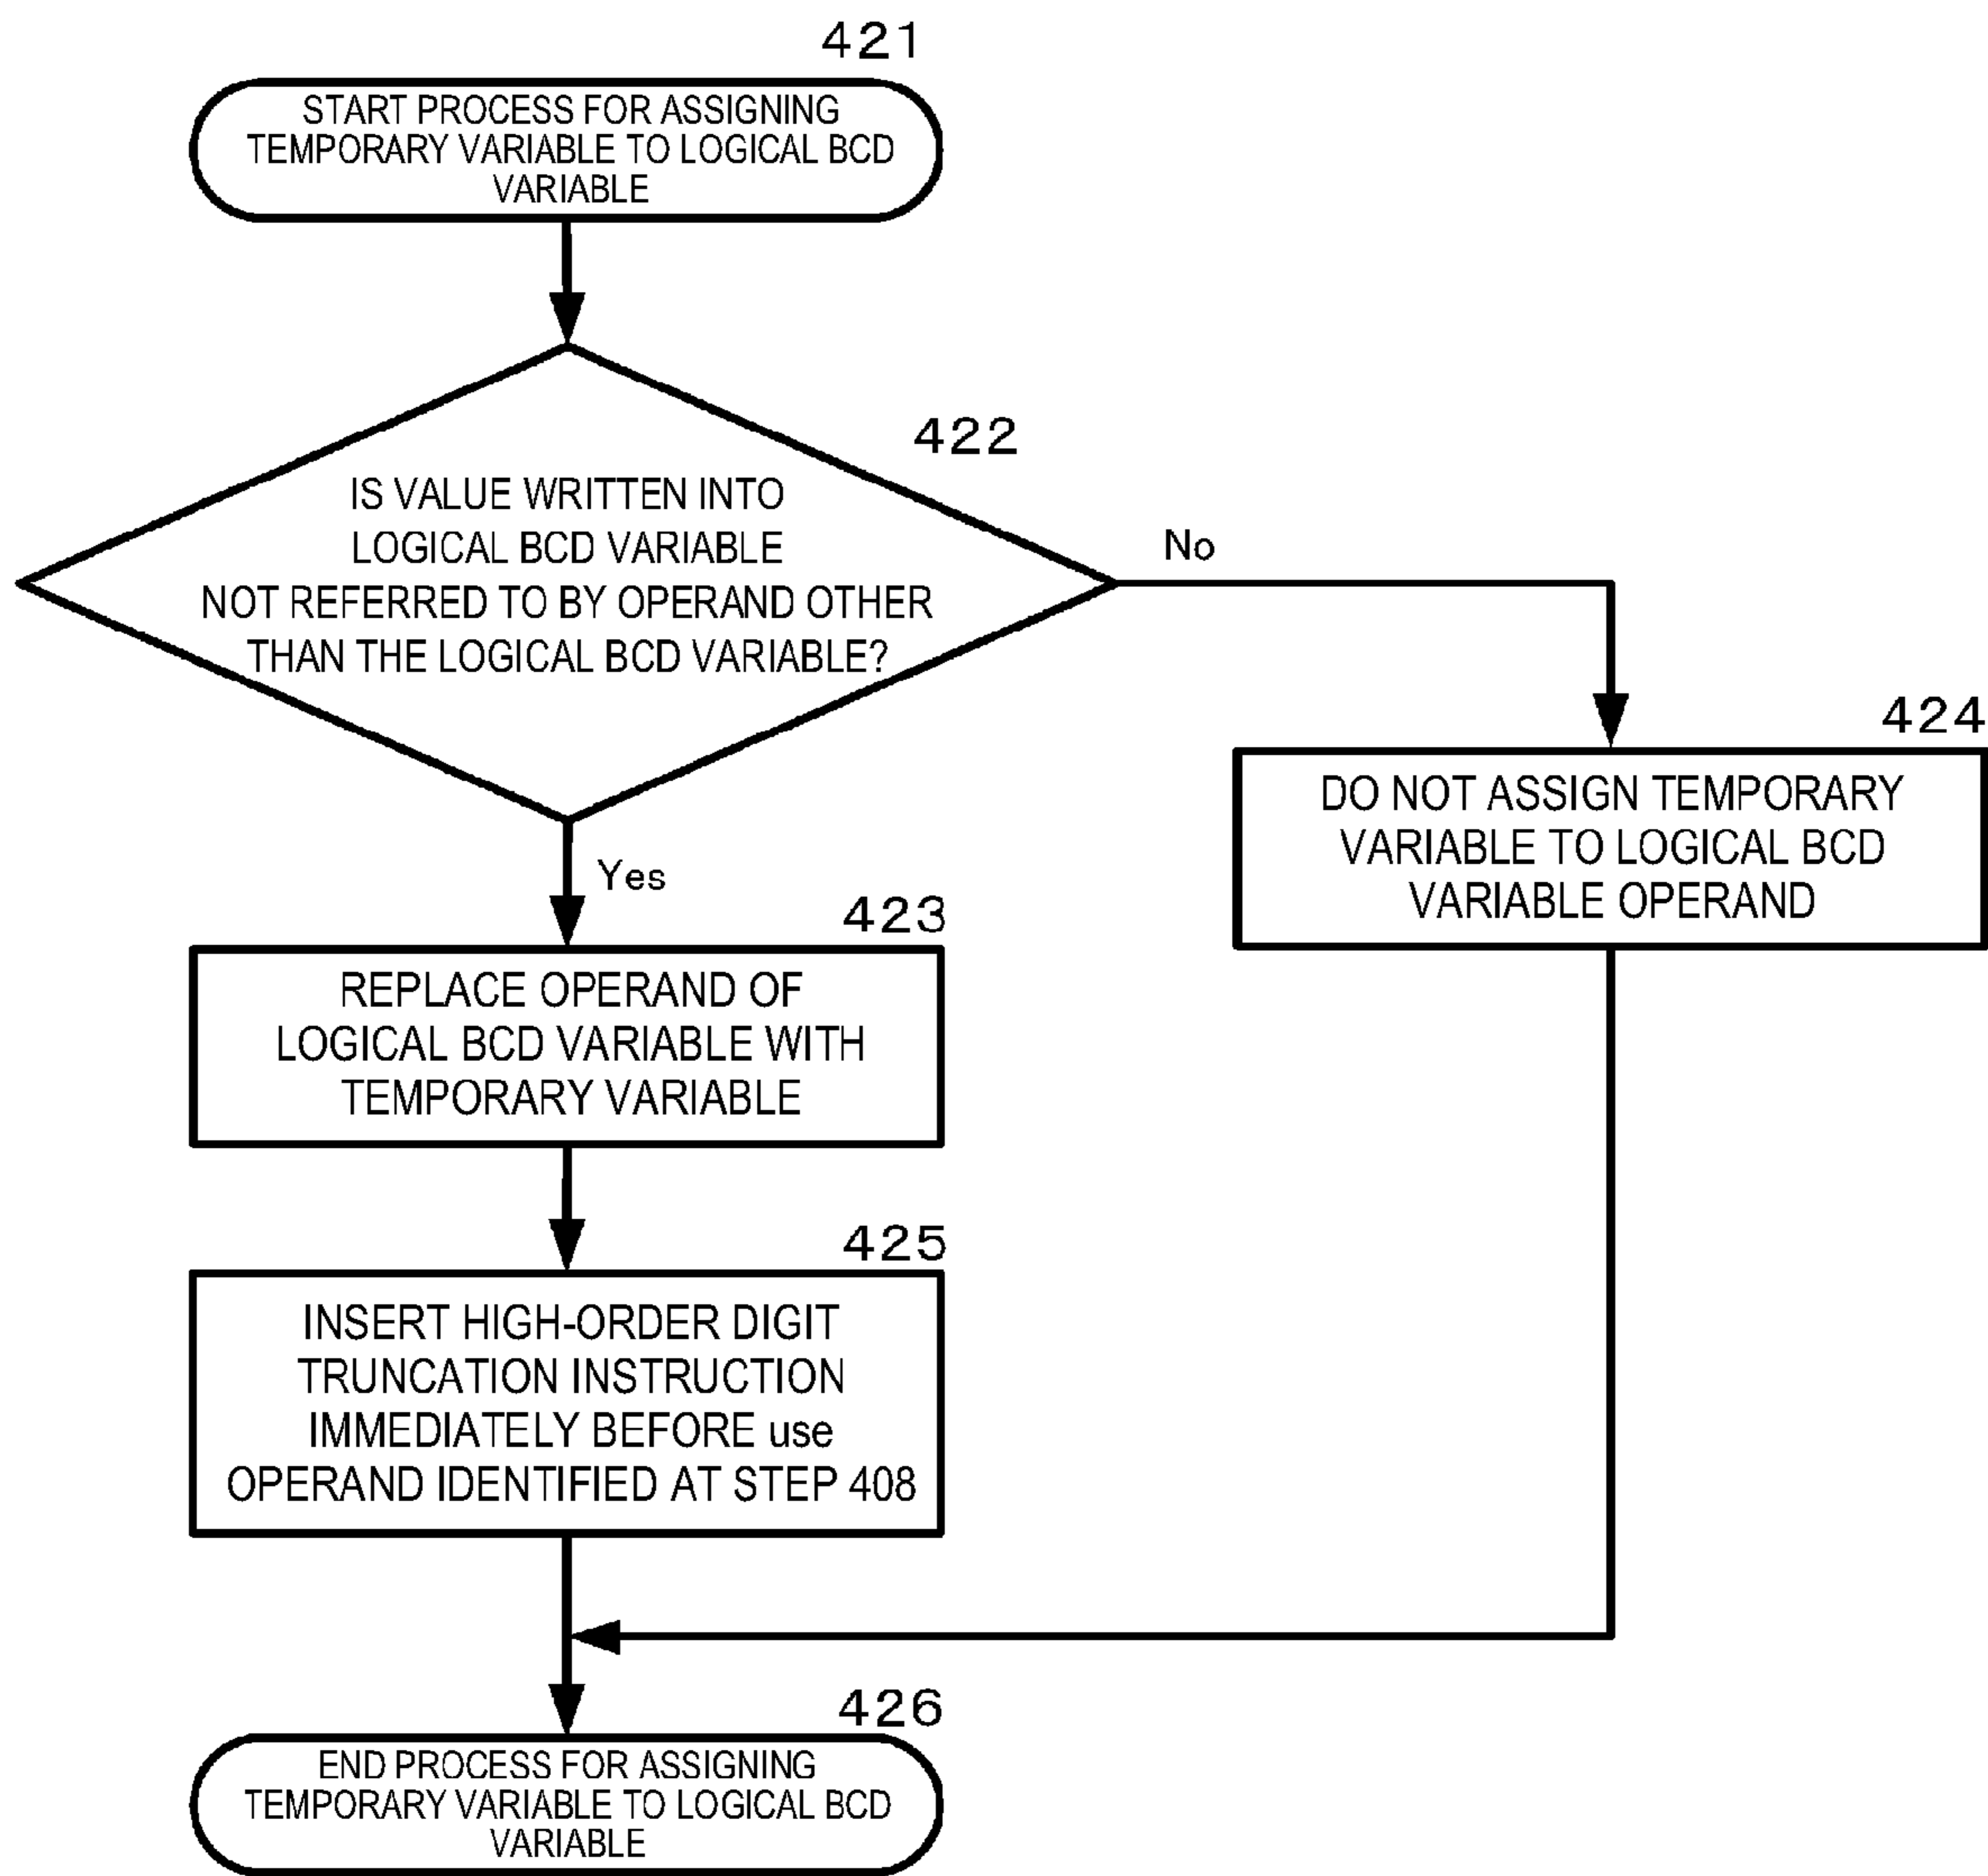 421
START PROCESS FOR ASSIGNING
TEMPORARY VARIABLE TO LOGICAL BCD
VARIABLE
422
IS VALUE WRITTEN INTO
LOGICAL BCD VARIABLE
NOT REFERRED TO BY OPERAND OTHER
THAN THE LOGICAL BCD VARIABLE?
No
Yes
424
DO NOT ASSIGN TEMPORARY
VARIABLE TO LOGICAL BCD
VARIABLE OPERAND
423
REPLACE OPERAND OF
LOGICAL BCD VARIABLE WITH
TEMPORARY VARIABLE
425
INSERT HIGH-ORDER DIGIT
TRUNCATION INSTRUCTION
IMMEDIATELY BEFORE use
OPERAND IDENTIFIED AT STEP 408
426
END PROCESS FOR ASSIGNING
TEMPORARY VARIABLE TO LOGICAL BCD
VARIABLE